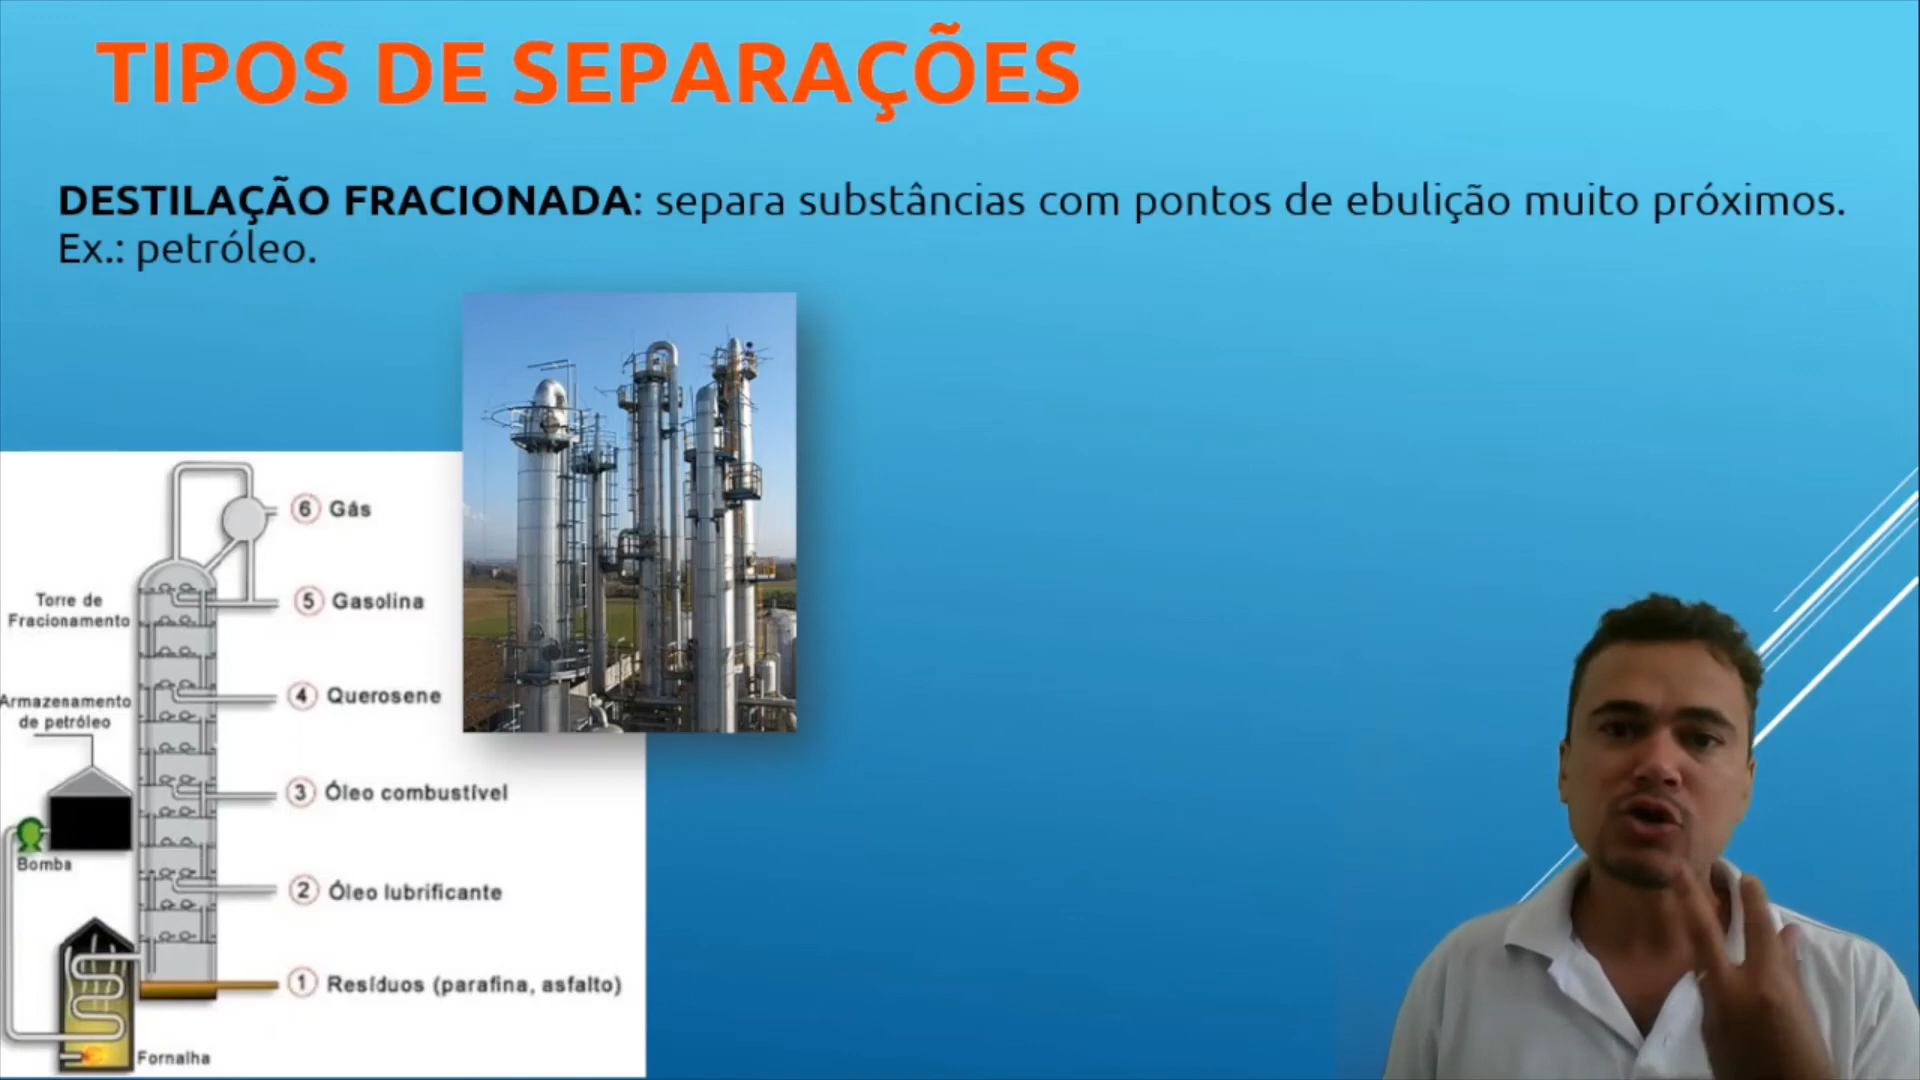 TIPOS DE SEPARAÇÕES
DESTILAÇÃO FRACIONADA: separa substâncias com pontos de ebulição muito próximos.
Ex.: petróleo.
6 Gás
Torre de
Fracionamento
5 Gasolina
4 Querosene
Armazenamento
de petróleo
3 Óleo combustível
Bomba
2 Óleo lubrificante
1 Resíduos (parafina, asfalto)
Fornalha